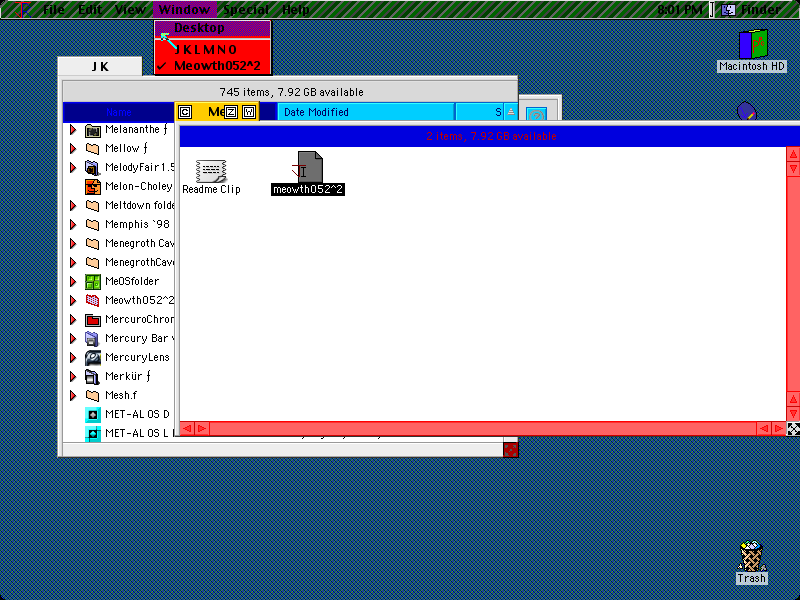 File Edit View Window Special Help 8:01 PM Finder
Desktop
J K L M N O
✓ Meowth052^2
Macintosh HD
J K
745 items, 7.92 GB available
Name
C Me Z W Date Modified S
2 items, 7.92 GB available
Melananthe ƒ
Mellow ƒ
MelodyFair 1.5
Melon-Choley
Meltdown folde
Memphis `98
Menegroth Cav
MenegrothCave
MeOSfolder
Meowth052^2
MercuroChron
Mercury Bar v
MercuryLens
Merkür ƒ
Mesh.f
MET-AL OS D
MET-AL OS L
Readme Clip
meowth052^2
Trash